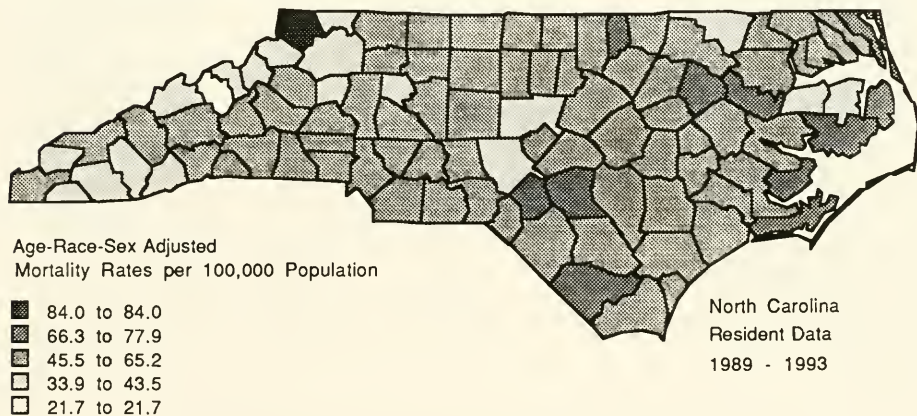 Age-Race-Sex Adjusted
Mortality Rates per 100,000 Population
84.0 to 84.0
66.3 to 77.9
45.5 to 65.2
33.9 to 43.5
21.7 to 21.7
North Carolina
Resident Data
1989 - 1993